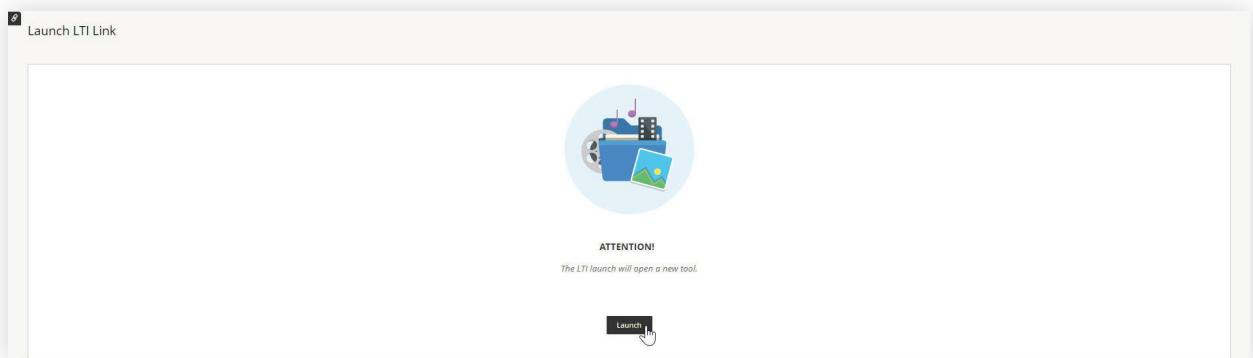 Launch LTI Link
ATTENTION!
The LTI launch will open a new tool.
Launch